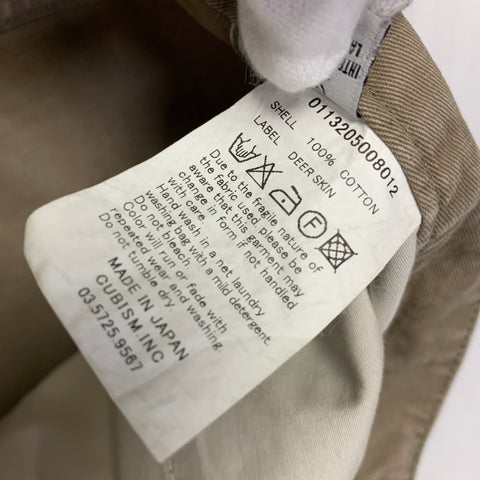 0113205008012
SHELL 100% COTTON
LABEL DEER SKIN
Due to the fragile nature of
the fabric used, please be
aware that this garment may
change in form if not handled
with care.
Hand wash in a net laundry
washing bag with a mild detergent.
Do not bleach.
Color will run or fade with
repeated wear and washing.
Do not tumble dry.
MADE IN JAPAN
CUBISM INC
03.5725.9567